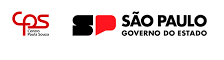 cps
Centro
Paula Souza
SÃO PAULO
GOVERNO DO ESTADO